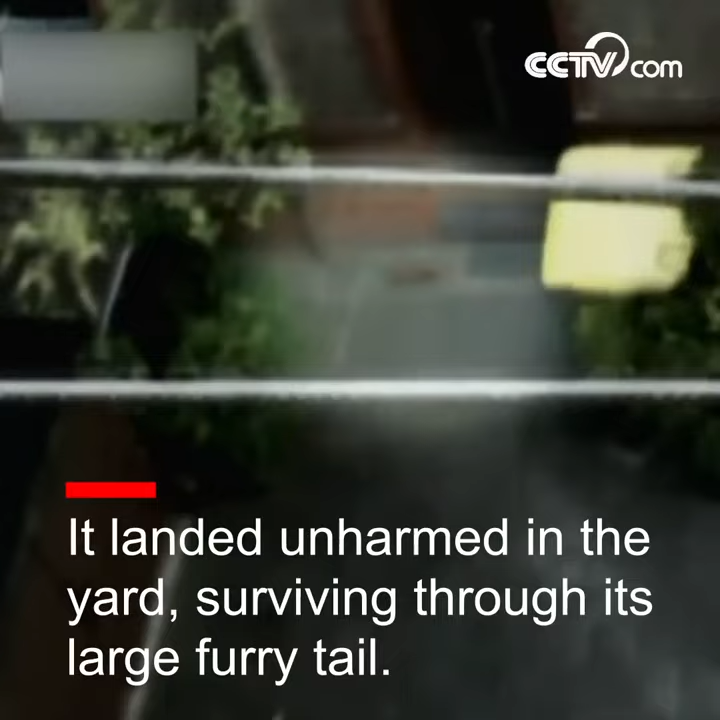 CCTV.com
It landed unharmed in the
yard, surviving through its
large furry tail.